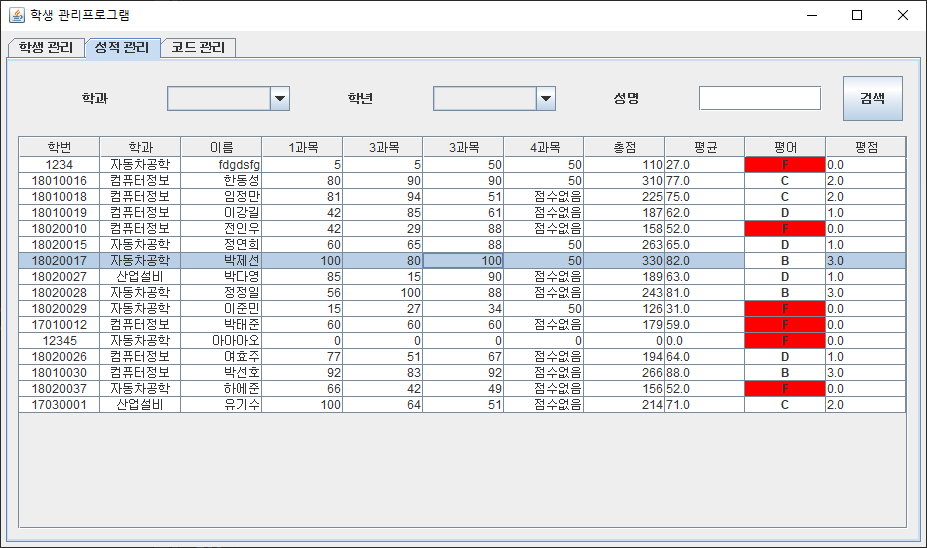 학생 관리프로그램
학생 관리 성적 관리 코드 관리
학과 학년 성명 검색
학번 학과 이름 1과목 3과목 3과목 4과목 총점 평균 평어 평점
1234 자동차공학 fdgdsfg 5 5 50 50 110 27.0 F 0.0
18010016 컴퓨터정보 한동성 80 90 90 50 310 77.0 C 2.0
18010018 컴퓨터정보 임정만 81 94 51 점수없음 225 75.0 C 2.0
18010019 컴퓨터정보 이강길 42 85 61 점수없음 187 62.0 D 1.0
18020010 컴퓨터정보 전인우 42 29 88 점수없음 158 52.0 F 0.0
18020015 자동차공학 정연희 60 65 88 50 263 65.0 D 1.0
18020017 자동차공학 박제선 100 80 100 50 330 82.0 B 3.0
18020027 산업설비 박다영 85 15 90 점수없음 189 63.0 D 1.0
18020028 자동차공학 정정일 56 100 88 점수없음 243 81.0 B 3.0
18020029 자동차공학 이준민 15 27 34 50 126 31.0 F 0.0
17010012 컴퓨터정보 박태준 60 60 60 점수없음 179 59.0 F 0.0
12345 자동차공학 아아마오 0 0 0 0 0 0.0 F 0.0
18020026 컴퓨터정보 여효주 77 51 67 점수없음 194 64.0 D 1.0
18010030 컴퓨터정보 박선호 92 83 92 점수없음 266 88.0 B 3.0
18020037 자동차공학 하예준 66 42 49 점수없음 156 52.0 F 0.0
17030001 산업설비 유기수 100 64 51 점수없음 214 71.0 C 2.0